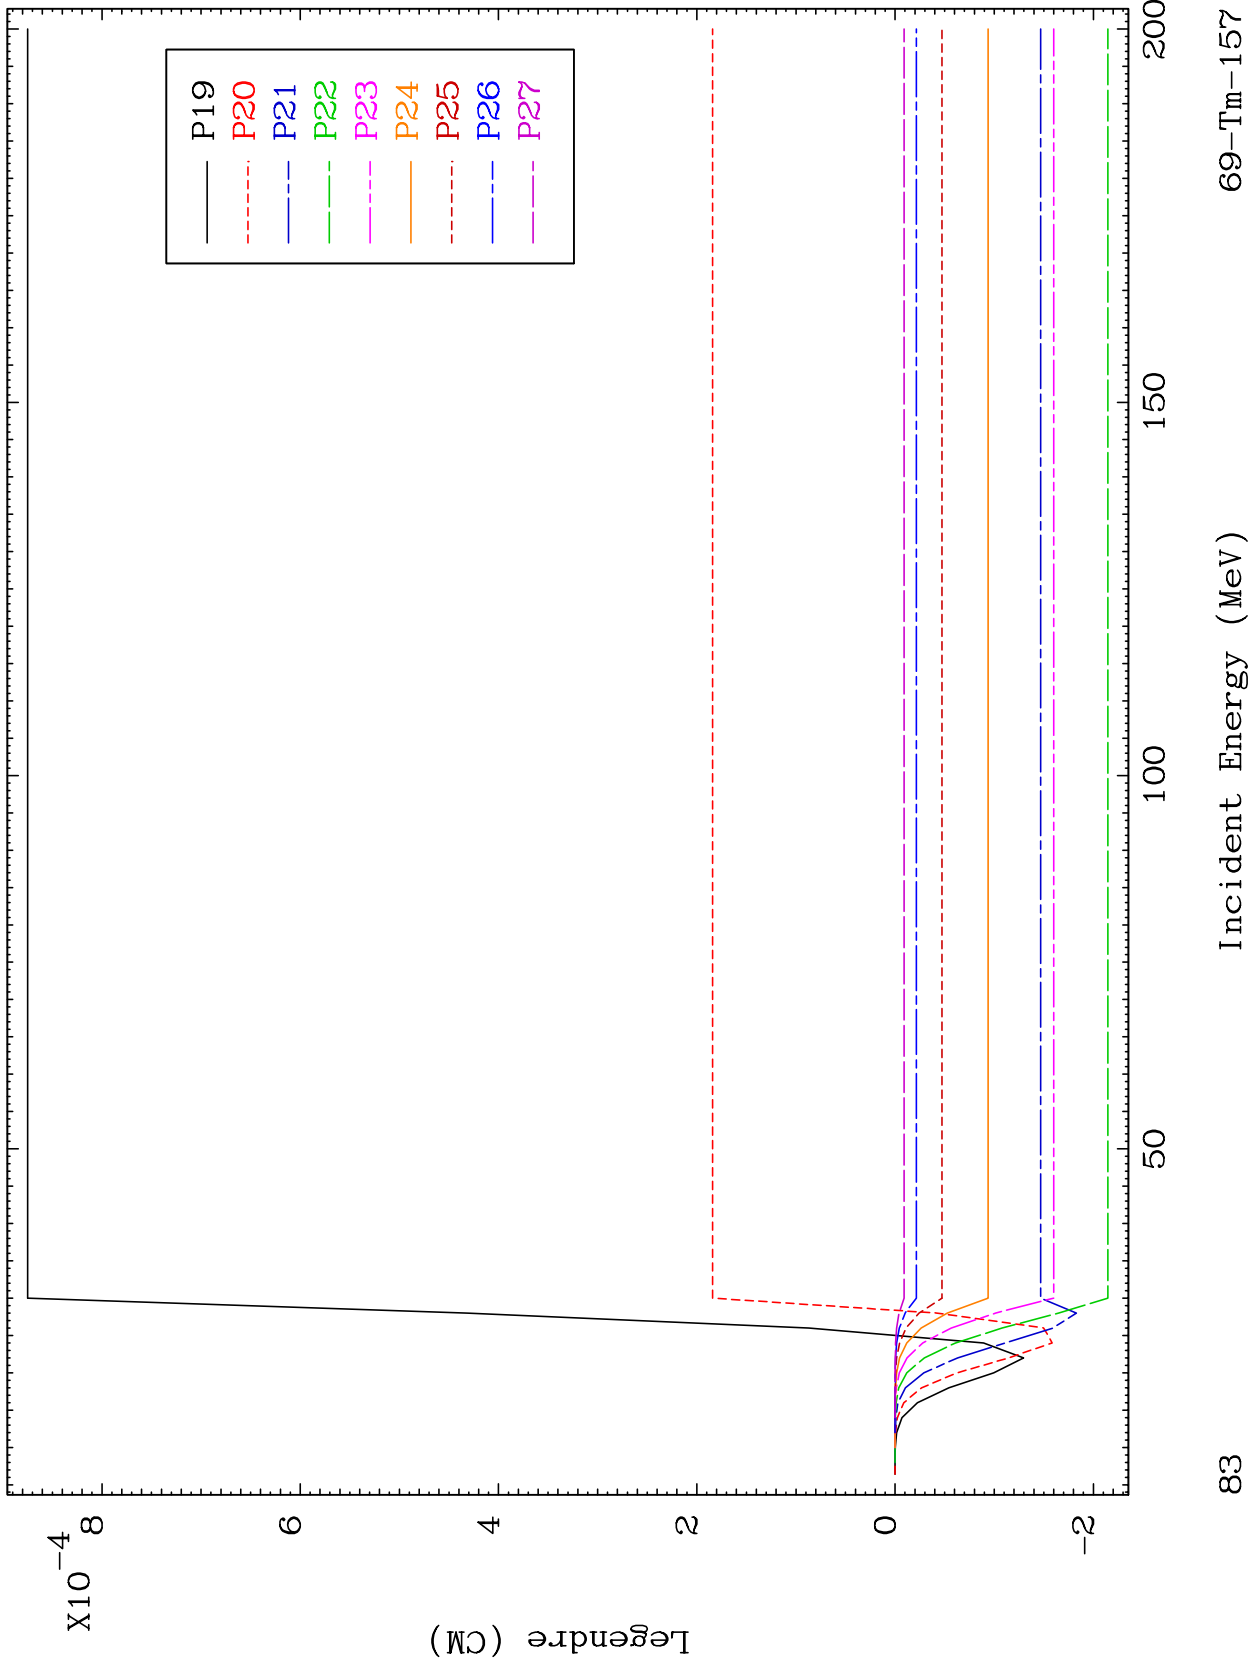 X10-4
8
6
4
2
0
-2
Legendre (CM)
P19
P20
P21
P22
P23
P24
P25
P26
P27
50
100
150
200
Incident Energy (MeV)
83
69-Tm-157